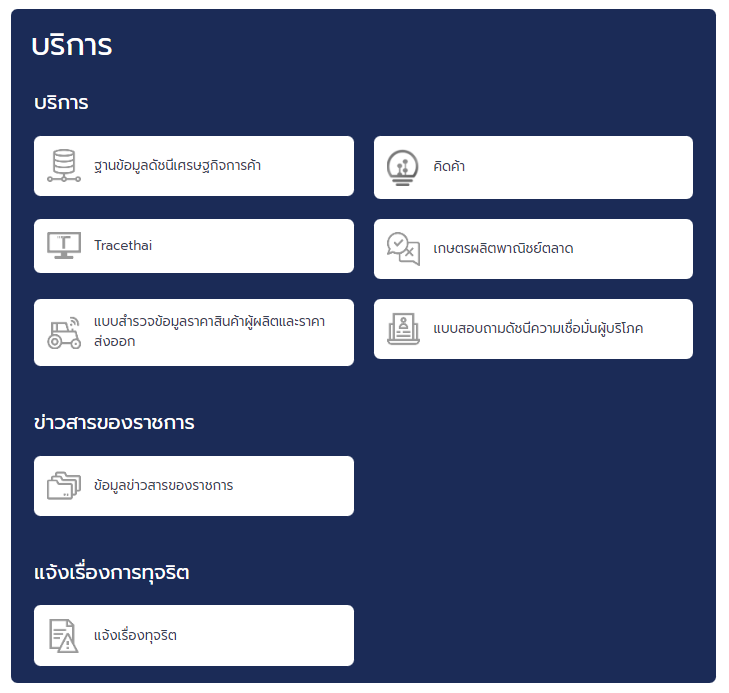 บริการ
บริการ
ฐานข้อมูลดัชนีเศรษฐกิจการค้า
คิดค้า
Tracethai
เกษตรผลิตพาณิชย์ตลาด
แบบสำรวจข้อมูลราคาสินค้าผู้ผลิตและราคา
ส่งออก
แบบสอบถามดัชนีความเชื่อมั่นผู้บริโภค
ข่าวสารของราชการ
ข้อมูลข่าวสารของราชการ
แจ้งเรื่องการทุจริต
แจ้งเรื่องทุจริต